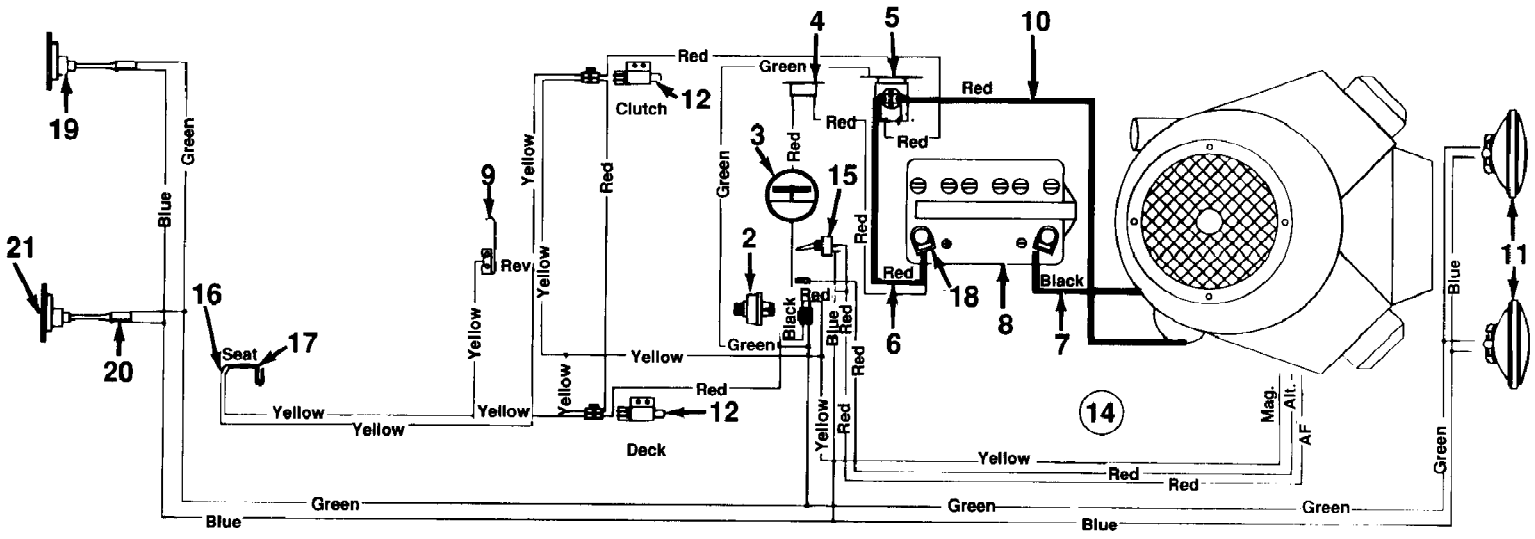 4
5
10
Red
Green
Red
19
Clutch
12
Red
Green
Yellow
Red
Green
Red
3
Red
15
9
Blue
Rev
Yellow
Red
2
Red
Black
18
8
7
6
11
Blue
21
16
Seat
17
20
Yellow
Green
Black
Red
Blue
Red
Red
Yellow
Yellow
Red
12
Yellow
Yellow
Yellow
Deck
Yellow
Red
14
Mag.
Alt.
AF
Yellow
Red
Red
Green
Green
Blue
Green
Green
Blue